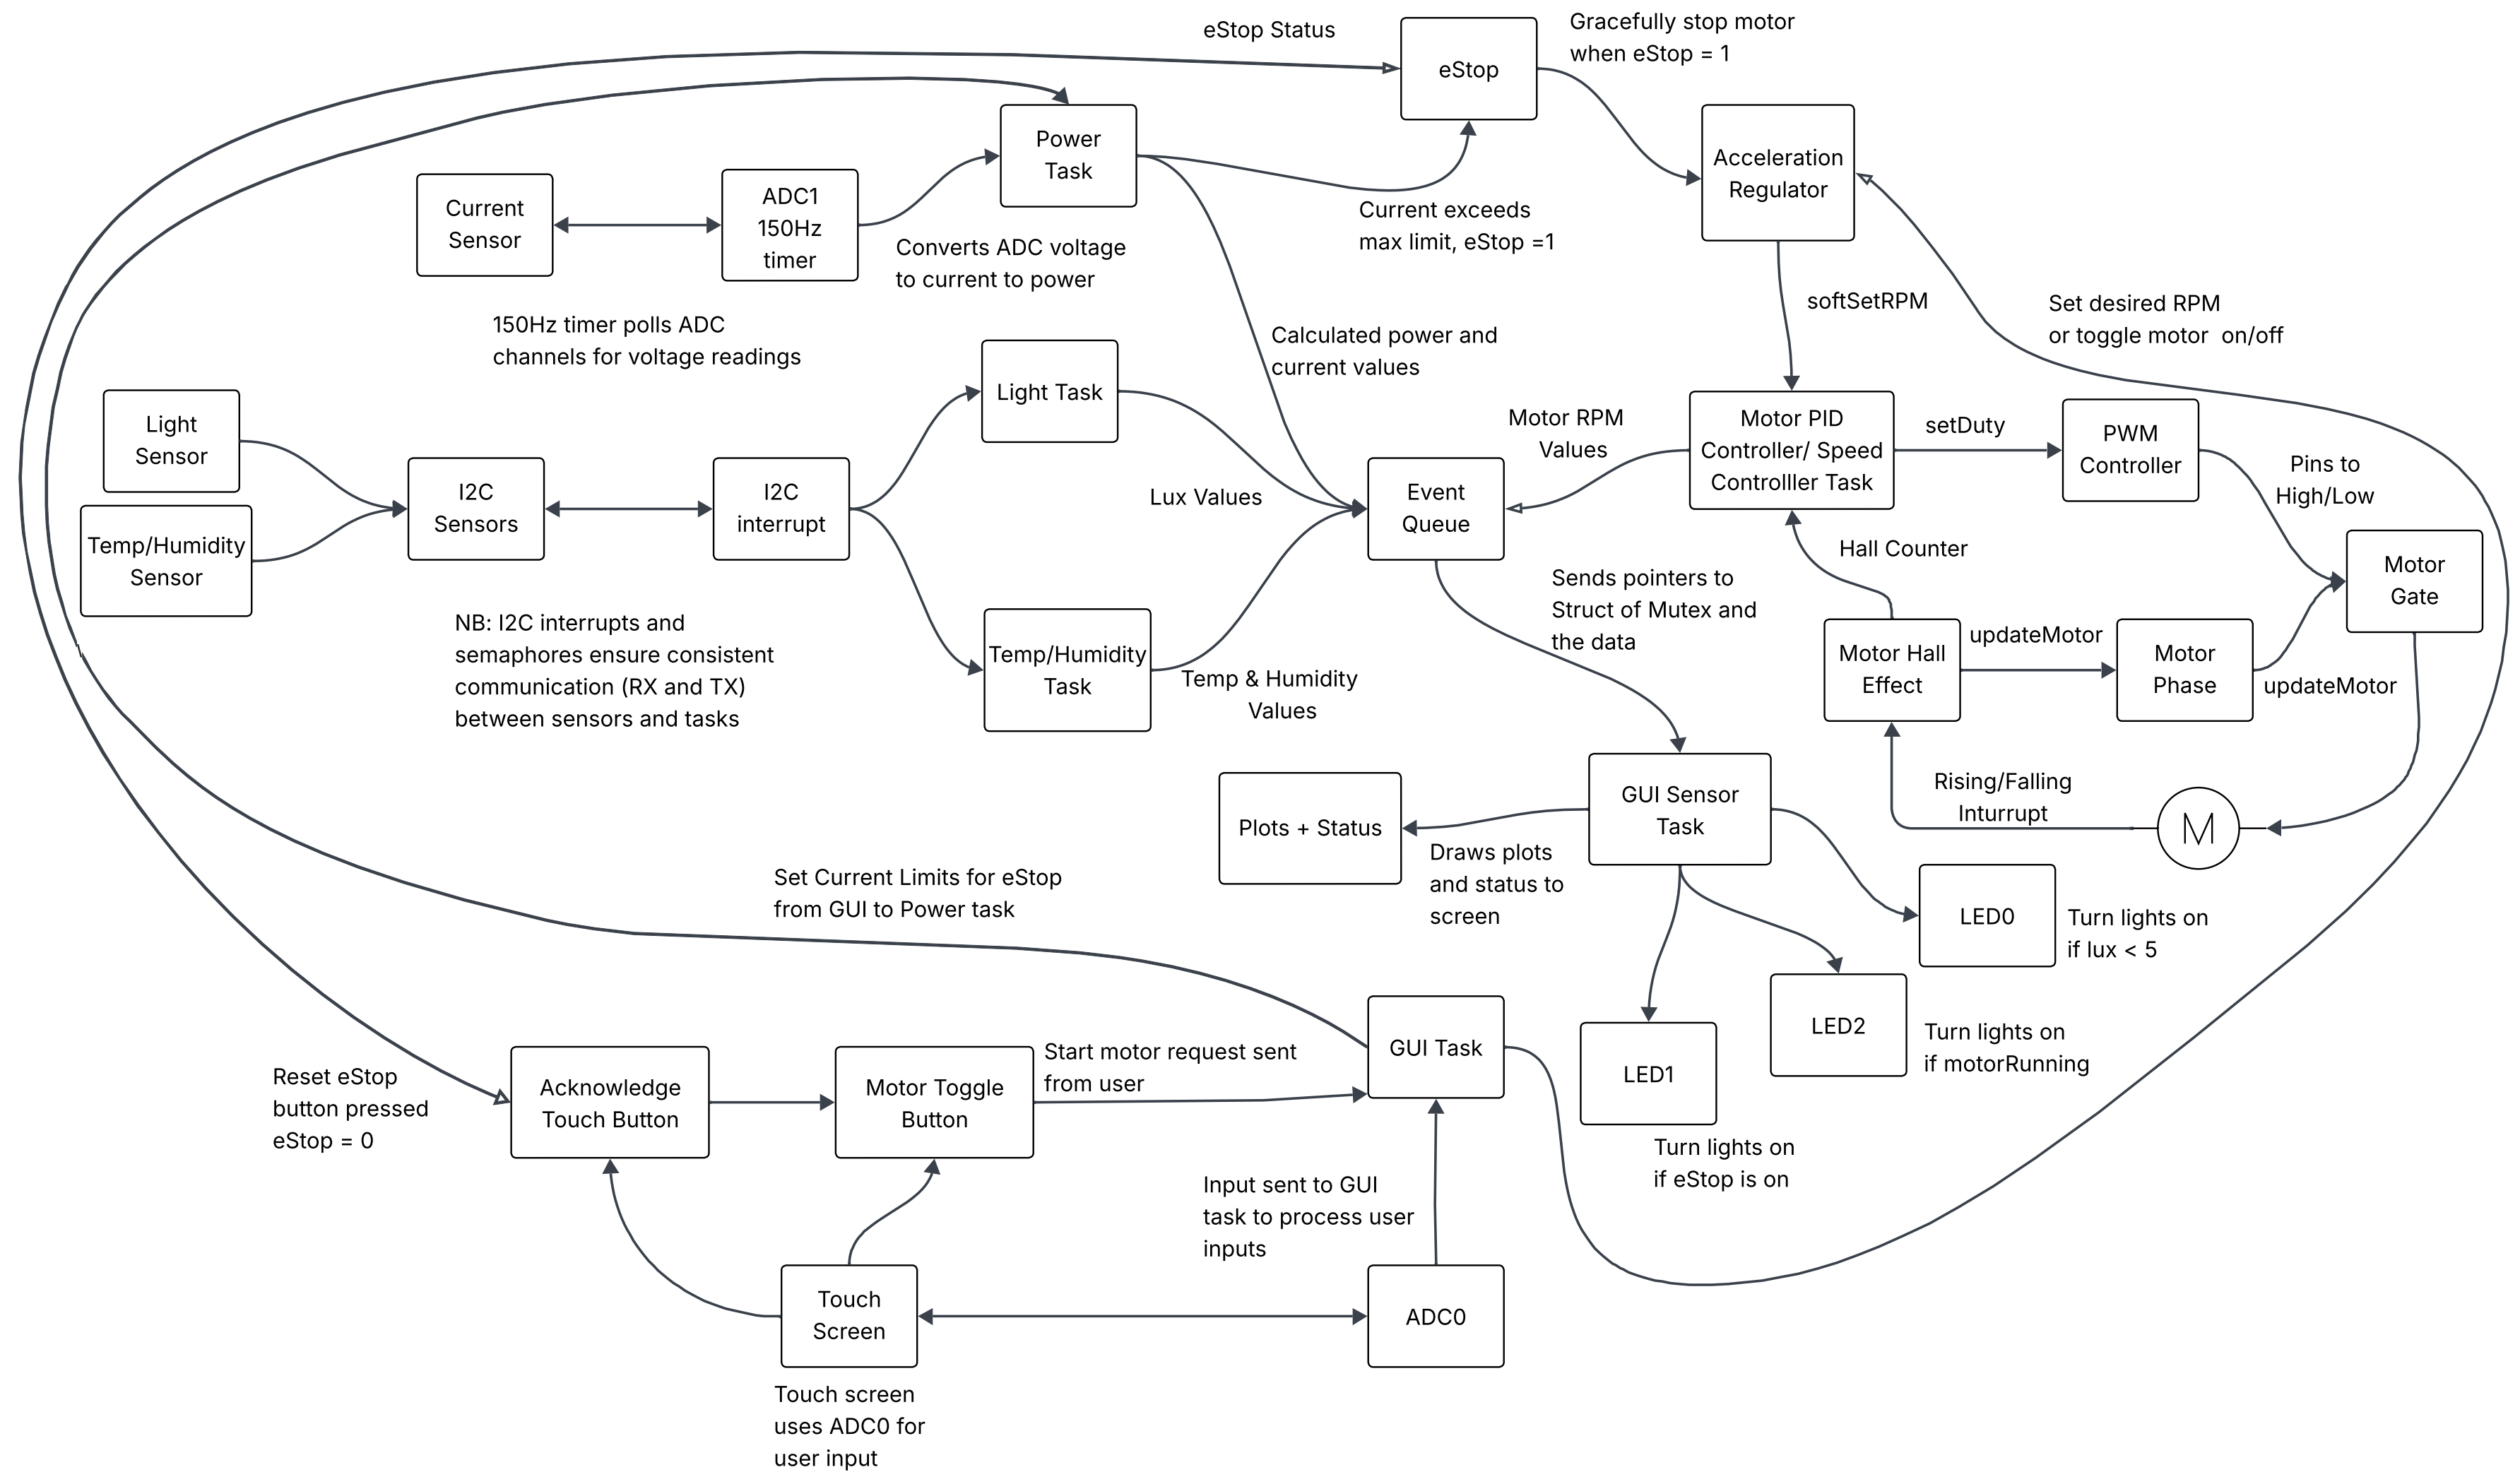 eStop Status
eStop
Gracefully stop motor
when eStop = 1
Power
Task
Acceleration
Regulator
Current
Sensor
ADC1
150Hz
timer
Converts ADC voltage
to current to power
Current exceeds
max limit, eStop =1
softSetRPM
Set desired RPM
or toggle motor  on/off
150Hz timer polls ADC
channels for voltage readings
Calculated power and
current values
Light Task
Light
Sensor
Temp/Humidity
Sensor
I2C
Sensors
I2C
interrupt
Lux Values
Event
Queue
Motor RPM
Values
Motor PID
Controller/ Speed
Controlller Task
setDuty
PWM
Controller
Pins to
High/Low
Motor
Gate
Hall Counter
NB: I2C interrupts and
semaphores ensure consistent
communication (RX and TX)
between sensors and tasks
Temp/Humidity
Task
Temp & Humidity
Values
Sends pointers to
Struct of Mutex and
the data
Motor Hall
Effect
updateMotor
Motor
Phase
updateMotor
Rising/Falling
Inturrupt
M
Plots + Status
GUI Sensor
Task
Draws plots
and status to
screen
LED0
Turn lights on
if lux < 5
LED2
Turn lights on
if motorRunning
LED1
Turn lights on
if eStop is on
Set Current Limits for eStop
from GUI to Power task
GUI Task
Reset eStop
button pressed
eStop = 0
Acknowledge
Touch Button
Motor Toggle
Button
Start motor request sent
from user
Input sent to GUI
task to process user
inputs
Touch
Screen
ADC0
Touch screen
uses ADC0 for
user input